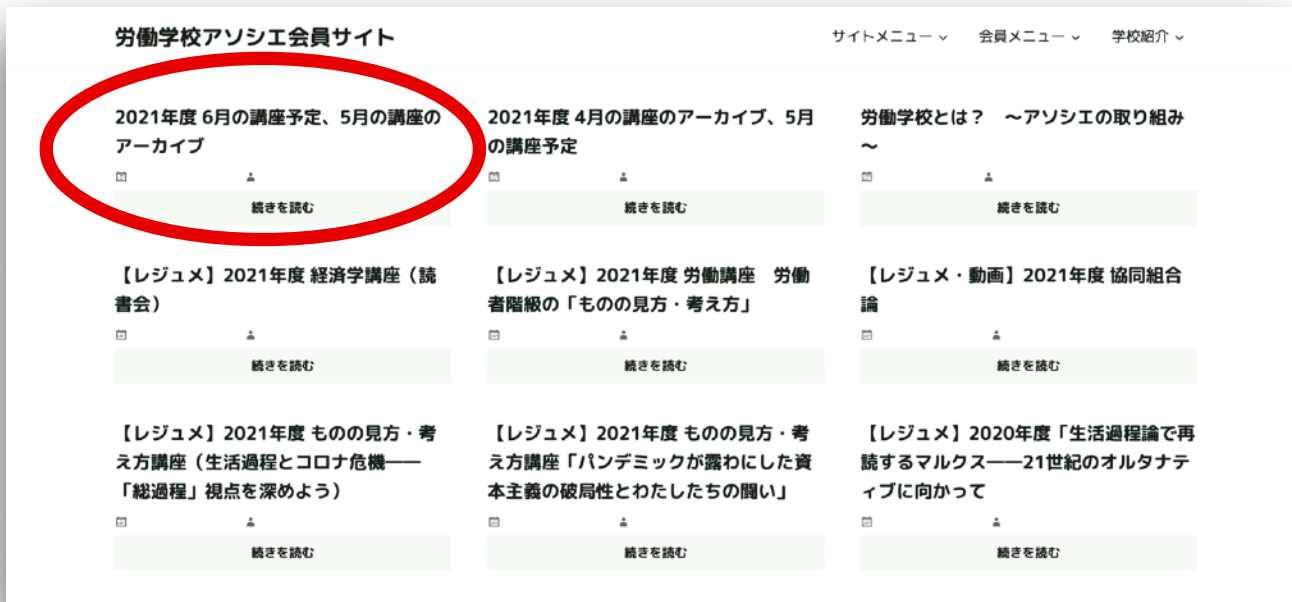 労働学校アソシエ会員サイト
サイトメニュー 会員メニュー 学校紹介
2021年度 6月の講座予定、5月の講座の
アーカイブ
続きを読む
2021年度 4月の講座のアーカイブ、5月
の講座予定
続きを読む
労働学校とは？　～アソシエの取り組み
～
続きを読む
【レジュメ】2021年度 経済学講座（読
書会）
続きを読む
【レジュメ】2021年度 労働講座　労働
者階級の「ものの見方・考え方」
続きを読む
【レジュメ・動画】2021年度 協同組合
論
続きを読む
【レジュメ】2021年度 ものの見方・考
え方講座（生活過程とコロナ危機――
「総過程」視点を深めよう）
続きを読む
【レジュメ】2021年度 ものの見方・考
え方講座「パンデミックが露わにした資
本主義の破局性とわたしたちの闘い」
続きを読む
【レジュメ】2020年度「生活過程論で再
読するマルクス――21世紀のオルタナテ
ィブに向かって
続きを読む